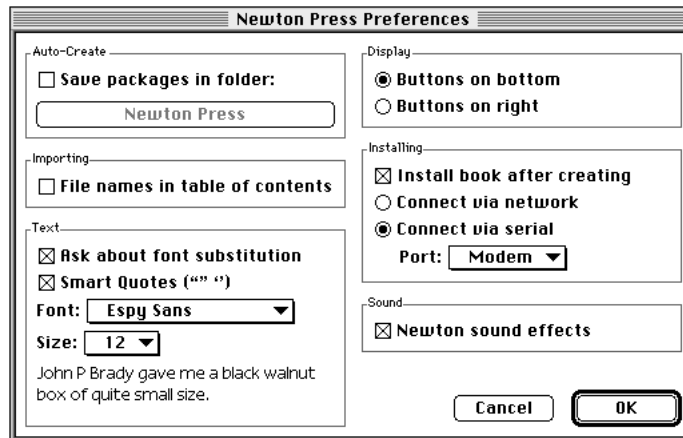 Newton Press Preferences
Auto-Create
Save packages in folder:
Newton Press
Importing
File names in table of contents
Text
Ask about font substitution
Smart Quotes (“” ‘’)
Font: Espy Sans
Size: 12
John P Brady gave me a black walnut
box of quite small size.
Display
Buttons on bottom
Buttons on right
Installing
Install book after creating
Connect via network
Connect via serial
Port: Modem
Sound
Newton sound effects
Cancel
OK